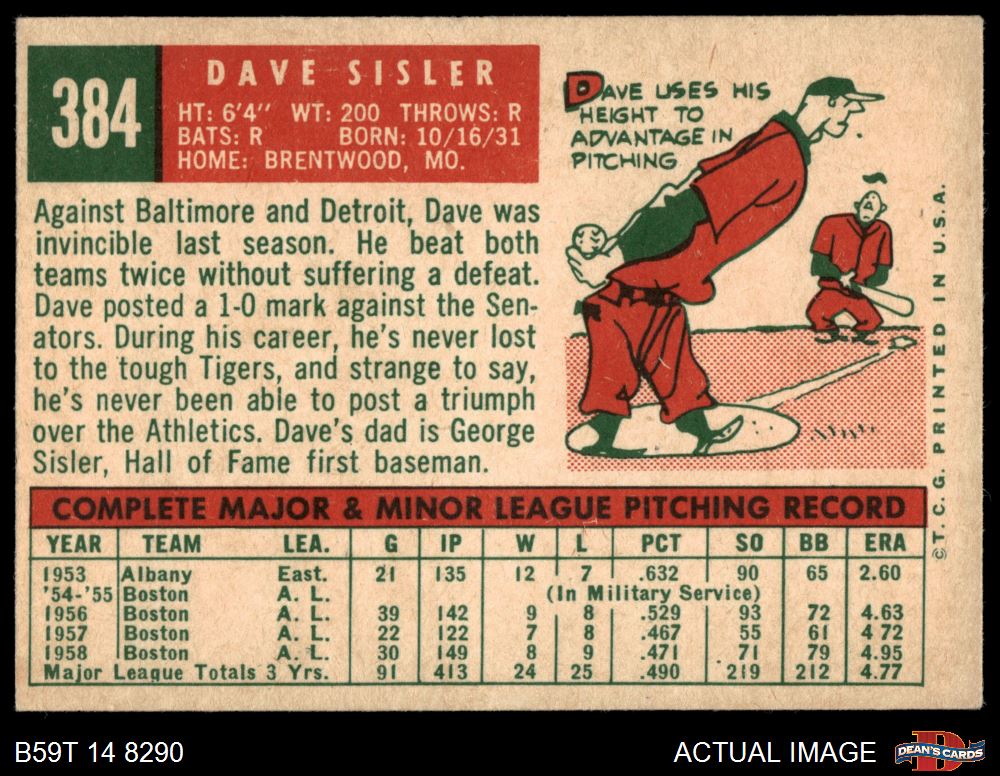 384
DAVE SISLER
HT: 6'4" WT: 200 THROWS: R
BATS: R BORN: 10/16/31
HOME: BRENTWOOD, MO.
DAVE USES HIS
HEIGHT TO
ADVANTAGE IN
PITCHING
Against Baltimore and Detroit, Dave was
invincible last season. He beat both
teams twice without suffering a defeat.
Dave posted a 1-0 mark against the Sen-
ators. During his career, he's never lost
to the tough Tigers, and strange to say,
he's never been able to post a triumph
over the Athletics. Dave's dad is George
Sisler, Hall of Fame first baseman.
© T. C. G. PRINTED IN U.S.A.
COMPLETE MAJOR & MINOR LEAGUE PITCHING RECORD
YEAR TEAM LEA. G IP W L PCT SO BB ERA
1953 Albany East. 21 135 12 7 .632 90 65 2.60
'54-'55 Boston A. L. (In Military Service)
1956 Boston A. L. 39 142 9 8 .529 93 72 4.63
1957 Boston A. L. 22 122 7 8 .467 55 61 4 72
1958 Boston A. L. 30 149 8 9 .471 71 79 4.95
Major League Totals 3 Yrs. 91 413 24 25 .490 219 212 4.77
B59T 14 8290
ACTUAL IMAGE
D
DEAN'S CARDS